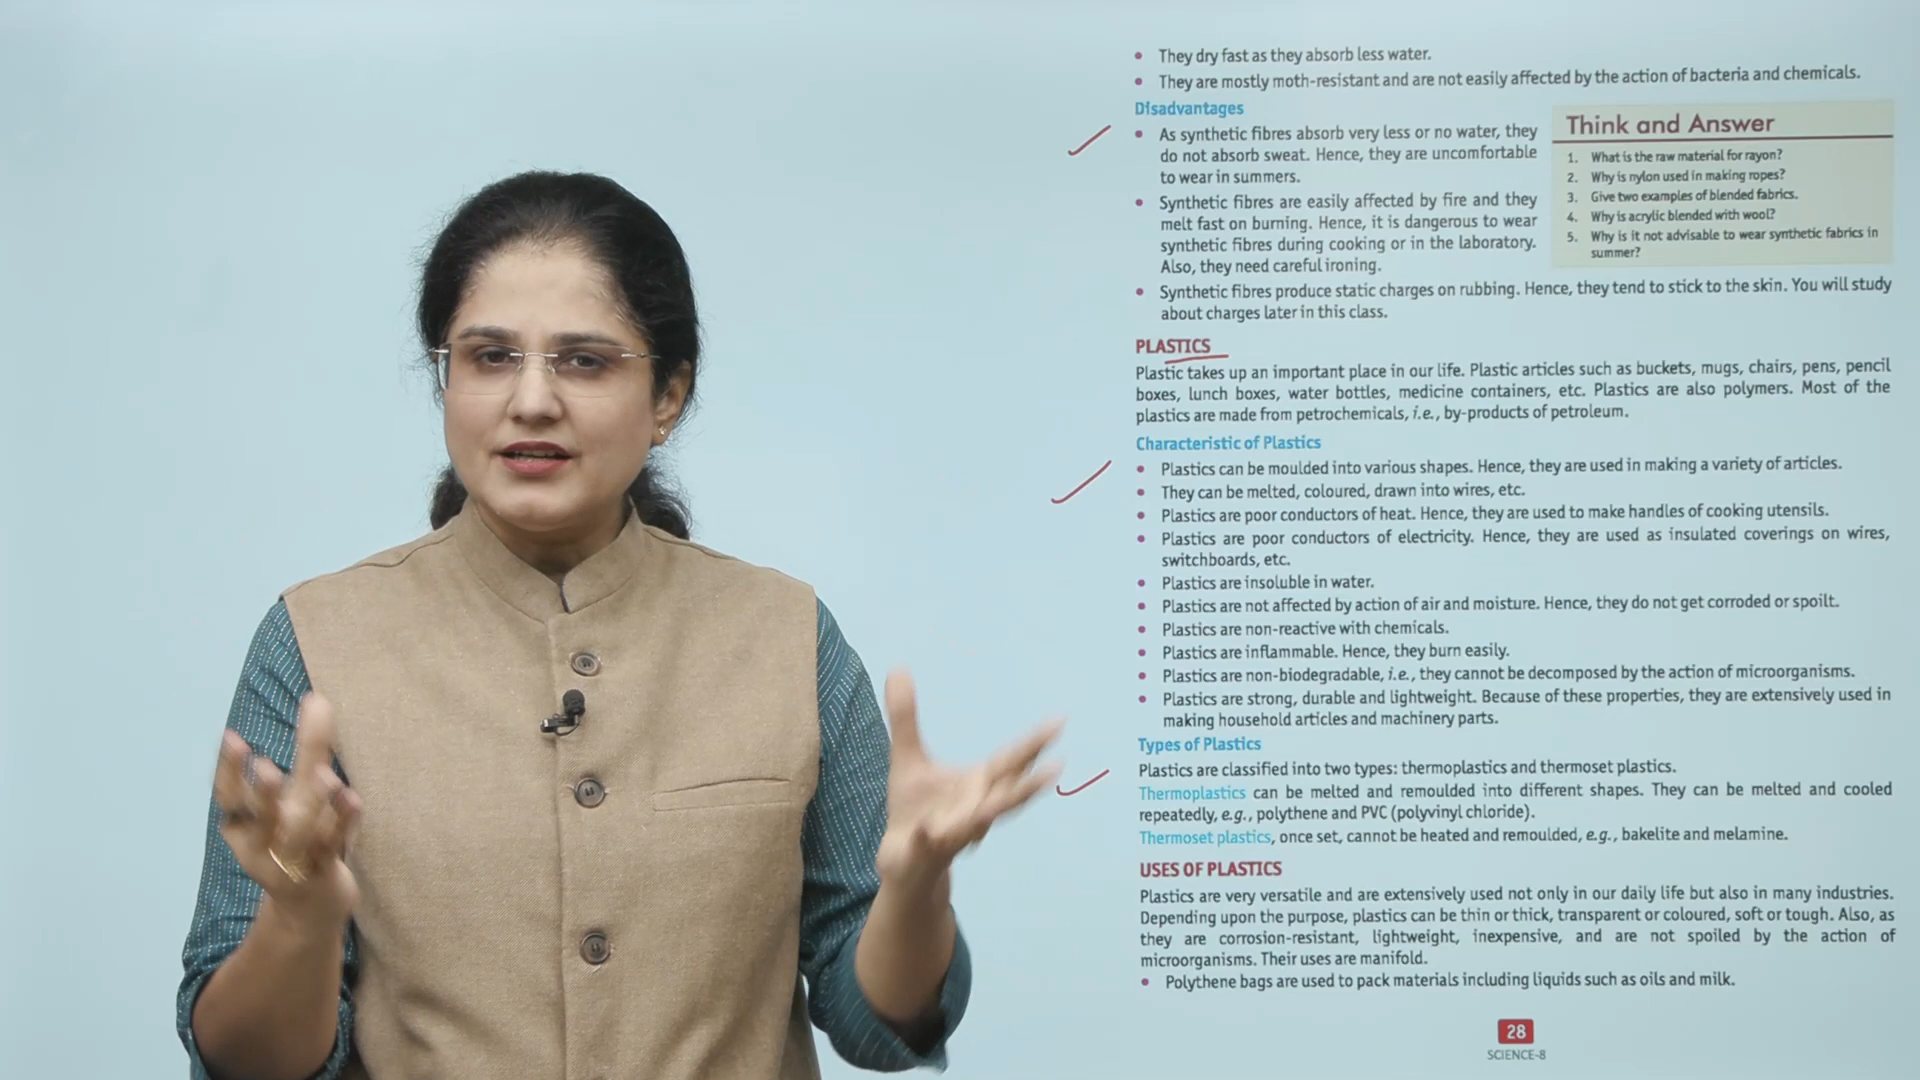 They dry fast as they absorb less water.
They are mostly moth-resistant and are not easily affected by the action of bacteria and chemicals.
Disadvantages
As synthetic fibres absorb very less or no water, they
do not absorb sweat. Hence, they are uncomfortable
to wear in summers.
Synthetic fibres are easily affected by fire and they
melt fast on burning. Hence, it is dangerous to wear
synthetic fibres during cooking or in the laboratory.
Also, they need careful ironing.
Think and Answer
1. What is the raw material for rayon?
2. Why is nylon used in making ropes?
3. Give two examples of blended fabrics.
4. Why is acrylic blended with wool?
5. Why is it not advisable to wear synthetic fabrics in
summer?
Synthetic fibres produce static charges on rubbing. Hence, they tend to stick to the skin. You will study
about charges later in this class.
PLASTICS
Plastic takes up an important place in our life. Plastic articles such as buckets, mugs, chairs, pens, pencil
boxes, lunch boxes, water bottles, medicine containers, etc. Plastics are also polymers. Most of the
plastics are made from petrochemicals, i.e., by-products of petroleum.
Characteristic of Plastics
Plastics can be moulded into various shapes. Hence, they are used in making a variety of articles.
They can be melted, coloured, drawn into wires, etc.
Plastics are poor conductors of heat. Hence, they are used to make handles of cooking utensils.
Plastics are poor conductors of electricity. Hence, they are used as insulated coverings on wires,
switchboards, etc.
Plastics are insoluble in water.
Plastics are not affected by action of air and moisture. Hence, they do not get corroded or spoilt.
Plastics are non-reactive with chemicals.
Plastics are inflammable. Hence, they burn easily.
Plastics are non-biodegradable, i.e., they cannot be decomposed by the action of microorganisms.
Plastics are strong, durable and lightweight. Because of these properties, they are extensively used in
making household articles and machinery parts.
Types of Plastics
Plastics are classified into two types: thermoplastics and thermoset plastics.
Thermoplastics can be melted and remoulded into different shapes. They can be melted and cooled
repeatedly, e.g., polythene and PVC (polyvinyl chloride).
Thermoset plastics, once set, cannot be heated and remoulded, e.g., bakelite and melamine.
USES OF PLASTICS
Plastics are very versatile and are extensively used not only in our daily life but also in many industries.
Depending upon the purpose, plastics can be thin or thick, transparent or coloured, soft or tough. Also, as
they are corrosion-resistant, lightweight, inexpensive, and are not spoiled by the action of
microorganisms. Their uses are manifold.
Polythene bags are used to pack materials including liquids such as oils and milk.
28
SCIENCE-8